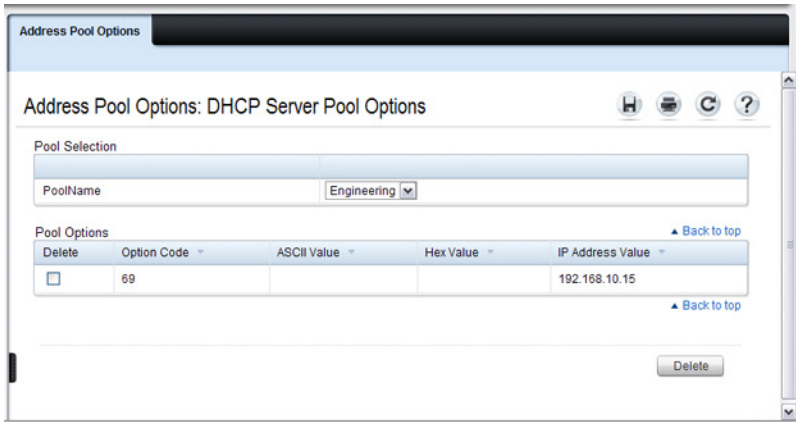 Address Pool Options
Address Pool Options: DHCP Server Pool Options
?
Pool Selection
PoolName Engineering
Pool Options Back to top
Delete Option Code ASCII Value Hex Value IP Address Value
69 192.168.10.15
Back to top
Delete